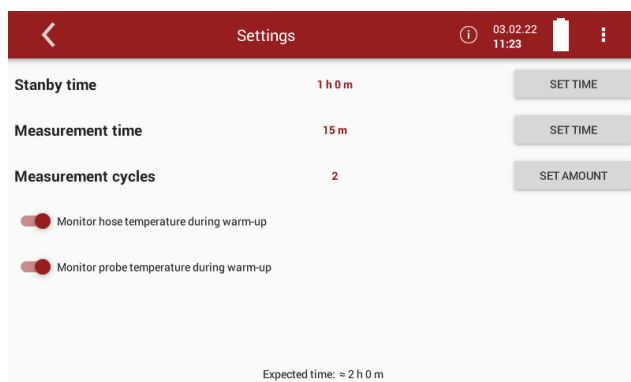 Settings
03.02.22
11:23
Stanby time
1 h 0 m
SET TIME
Measurement time
15 m
SET TIME
Measurement cycles
2
SET AMOUNT
Monitor hose temperature during warm-up
Monitor probe temperature during warm-up
Expected time: ≈ 2 h 0 m